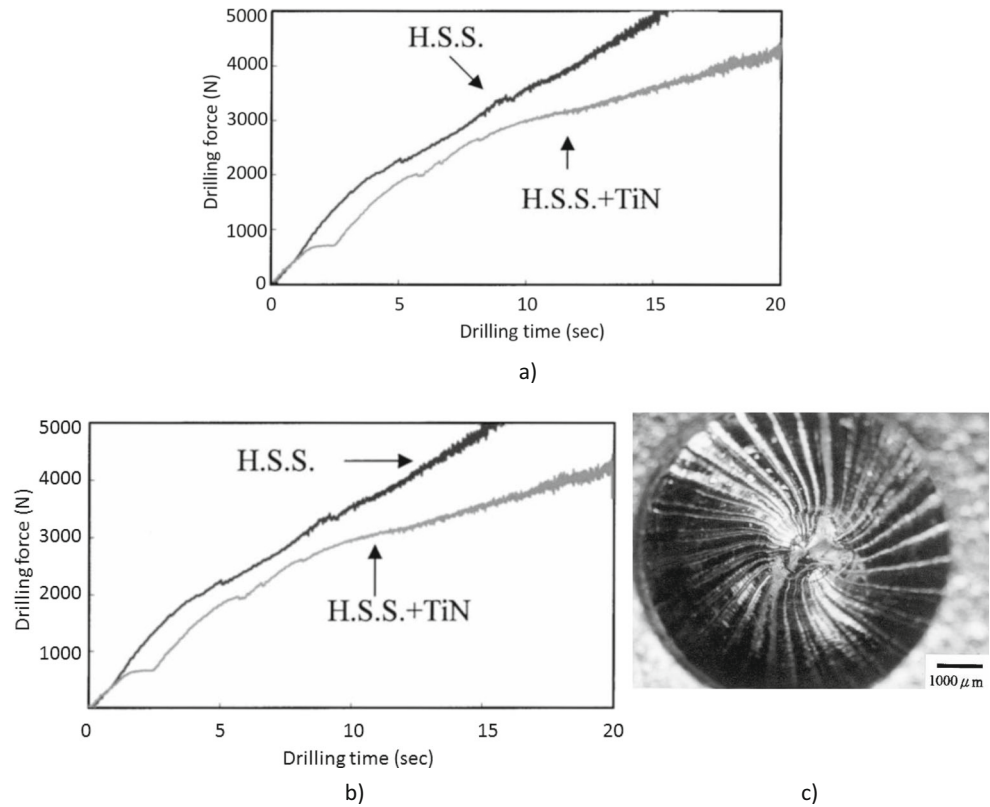 5000
4000
3000
2000
1000
0
Drilling force (N)
H.S.S.
H.S.S.+TiN
0 5 10 15 20
Drilling time (sec)
a)
5000
4000
3000
2000
1000
Drilling force (N)
H.S.S.
H.S.S.+TiN
0 5 10 15 20
Drilling time (sec)
b)
1000 μm
c)